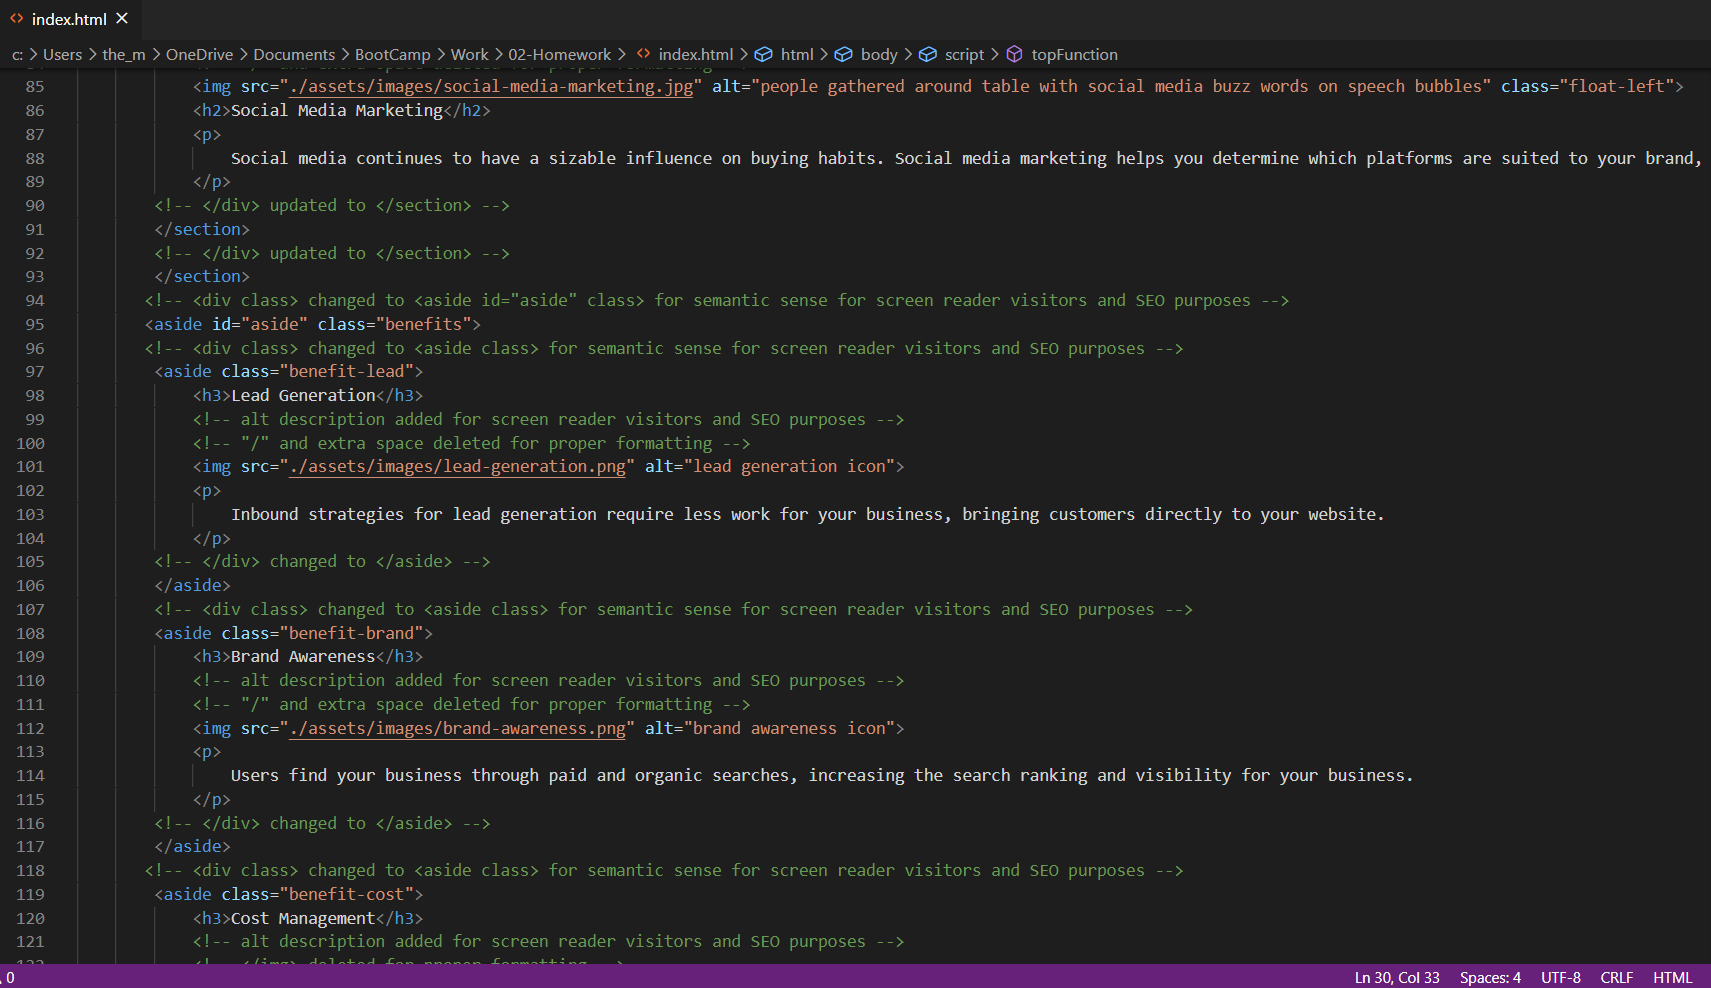 index.html
c: > Users > the_m > OneDrive > Documents > BootCamp > Work > 02-Homework > index.html > html > body > script > topFunction
85 <img src="./assets/images/social-media-marketing.jpg" alt="people gathered around table with social media buzz words on speech bubbles" class="float-left">
86 <h2>Social Media Marketing</h2>
87 <p>
88 Social media continues to have a sizable influence on buying habits. Social media marketing helps you determine which platforms are suited to your brand,
89 </p>
90 <!-- </div> updated to </section> -->
91 </section>
92 <!-- </div> updated to </section> -->
93 </section>
94 <!-- <div class> changed to <aside id="aside" class> for semantic sense for screen reader visitors and SEO purposes -->
95 <aside id="aside" class="benefits">
96 <!-- <div class> changed to <aside class> for semantic sense for screen reader visitors and SEO purposes -->
97 <aside class="benefit-lead">
98 <h3>Lead Generation</h3>
99 <!-- alt description added for screen reader visitors and SEO purposes -->
100 <!-- "/" and extra space deleted for proper formatting -->
101 <img src="./assets/images/lead-generation.png" alt="lead generation icon">
102 <p>
103 Inbound strategies for lead generation require less work for your business, bringing customers directly to your website.
104 </p>
105 <!-- </div> changed to </aside> -->
106 </aside>
107 <!-- <div class> changed to <aside class> for semantic sense for screen reader visitors and SEO purposes -->
108 <aside class="benefit-brand">
109 <h3>Brand Awareness</h3>
110 <!-- alt description added for screen reader visitors and SEO purposes -->
111 <!-- "/" and extra space deleted for proper formatting -->
112 <img src="./assets/images/brand-awareness.png" alt="brand awareness icon">
113 <p>
114 Users find your business through paid and organic searches, increasing the search ranking and visibility for your business.
115 </p>
116 <!-- </div> changed to </aside> -->
117 </aside>
118 <!-- <div class> changed to <aside class> for semantic sense for screen reader visitors and SEO purposes -->
119 <aside class="benefit-cost">
120 <h3>Cost Management</h3>
121 <!-- alt description added for screen reader visitors and SEO purposes -->
122 <!-- </img> deleted for proper formatting -->
0 Ln 30, Col 33 Spaces: 4 UTF-8 CRLF HTML